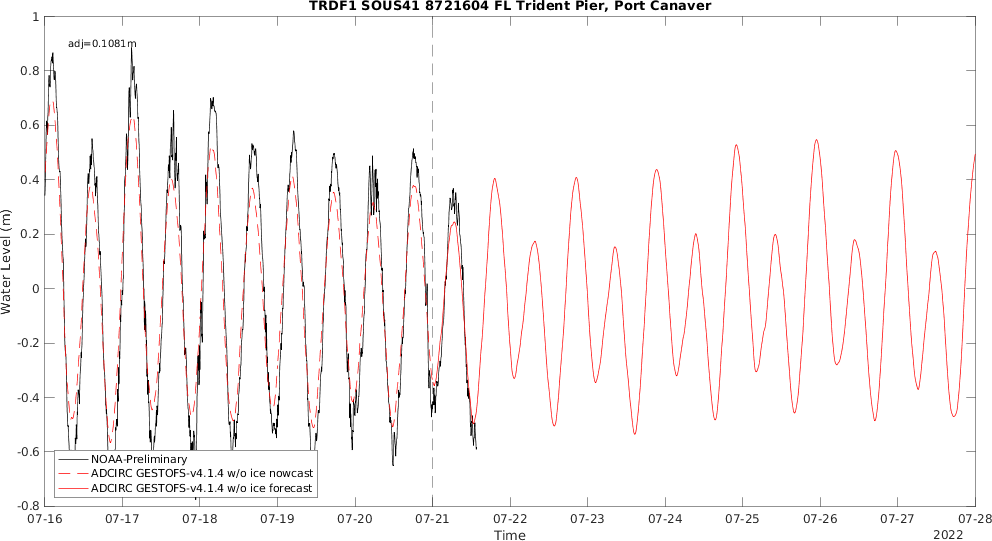 TRDF1 SOUS41 8721604 FL Trident Pier, Port Canaver
adj=0.1081m
1
0.8
0.6
0.4
0.2
0
-0.2
-0.4
-0.6
-0.8
Water Level (m)
NOAA-Preliminary
ADCIRC GESTOFS-v4.1.4 w/o ice nowcast
ADCIRC GESTOFS-v4.1.4 w/o ice forecast
07-16 07-17 07-18 07-19 07-20 07-21 07-22 07-23 07-24 07-25 07-26 07-27 07-28
Time
2022